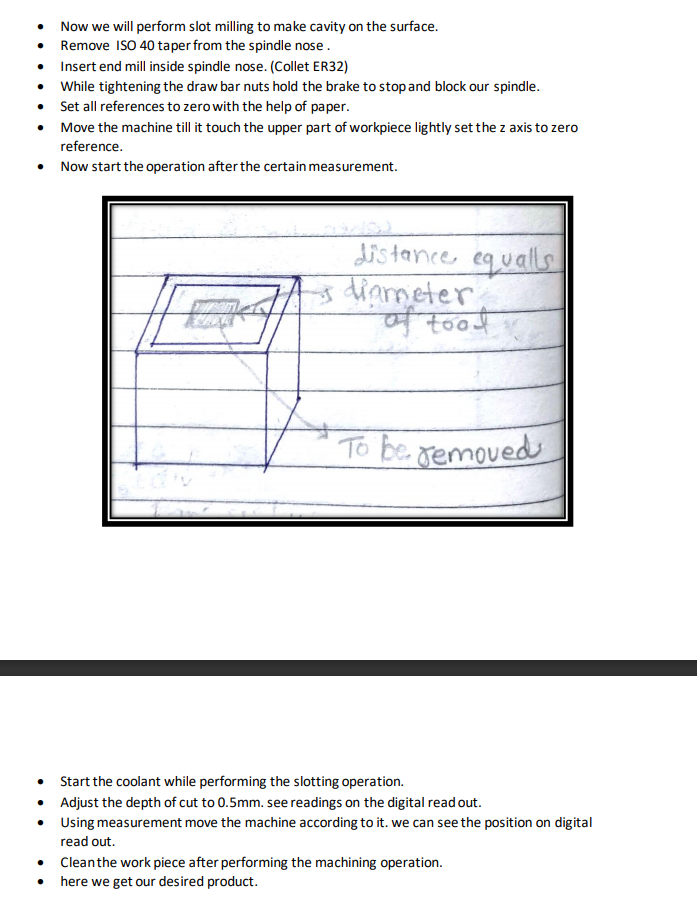 • Now we will perform slot milling to make cavity on the surface.
• Remove ISO 40 taper from the spindle nose .
• Insert end mill inside spindle nose. (Collet ER32)
• While tightening the draw bar nuts hold the brake to stop and block our spindle.
• Set all references to zero with the help of paper.
• Move the machine till it touch the upper part of workpiece lightly set the z axis to zero
reference.
• Now start the operation after the certain measurement.
distance equalls
diameter
of tool
To be removed
• Start the coolant while performing the slotting operation.
• Adjust the depth of cut to 0.5mm. see readings on the digital read out.
• Using measurement move the machine according to it. we can see the position on digital
read out.
• Clean the work piece after performing the machining operation.
• here we get our desired product.